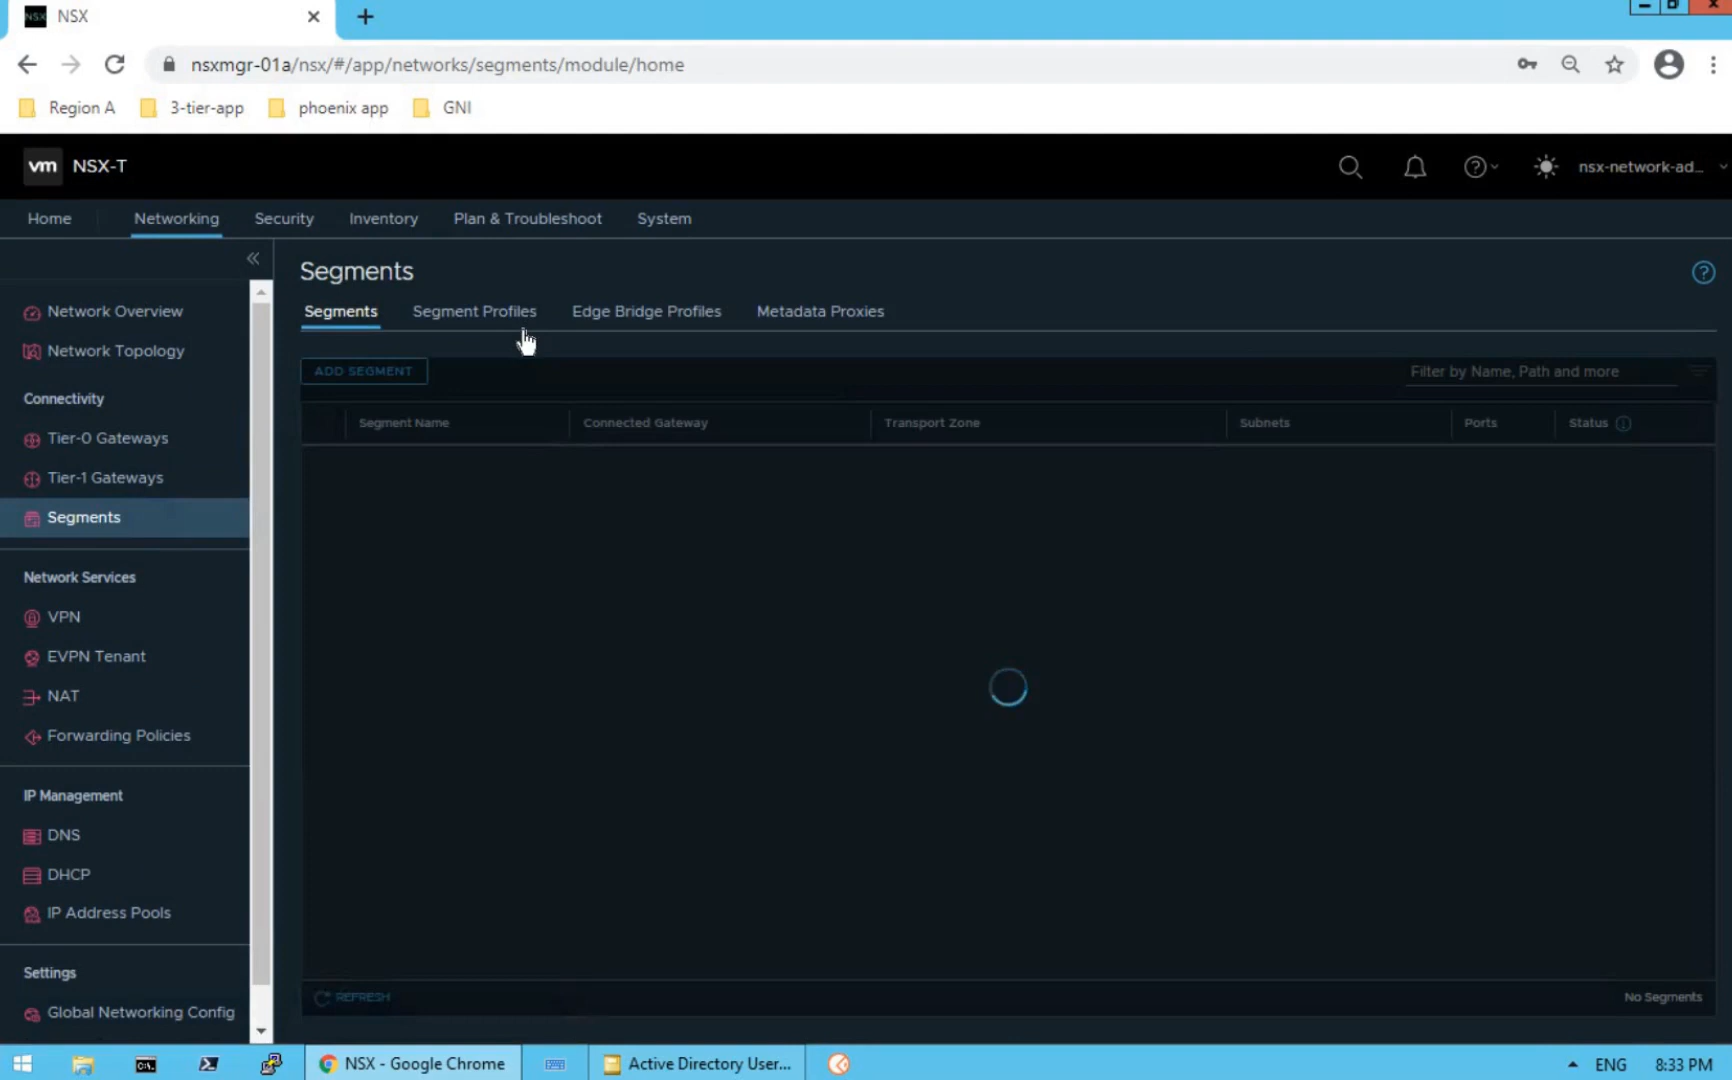 NSX NSX
nsxmgr-01a/nsx/#/app/networks/segments/module/home
Region A 3-tier-app phoenix app GNI
vm NSX-T nsx-network-ad...
Home Networking Security Inventory Plan & Troubleshoot System
Network Overview
Network Topology
Connectivity
Tier-0 Gateways
Tier-1 Gateways
Segments
Network Services
VPN
EVPN Tenant
NAT
Forwarding Policies
IP Management
DNS
DHCP
IP Address Pools
Settings
Global Networking Config
Segments
Segments Segment Profiles Edge Bridge Profiles Metadata Proxies
ADD SEGMENT Filter by Name, Path and more
Segment Name Connected Gateway Transport Zone Subnets Ports Status
REFRESH No Segments
NSX - Google Chrome Active Directory User... ENG 8:33 PM